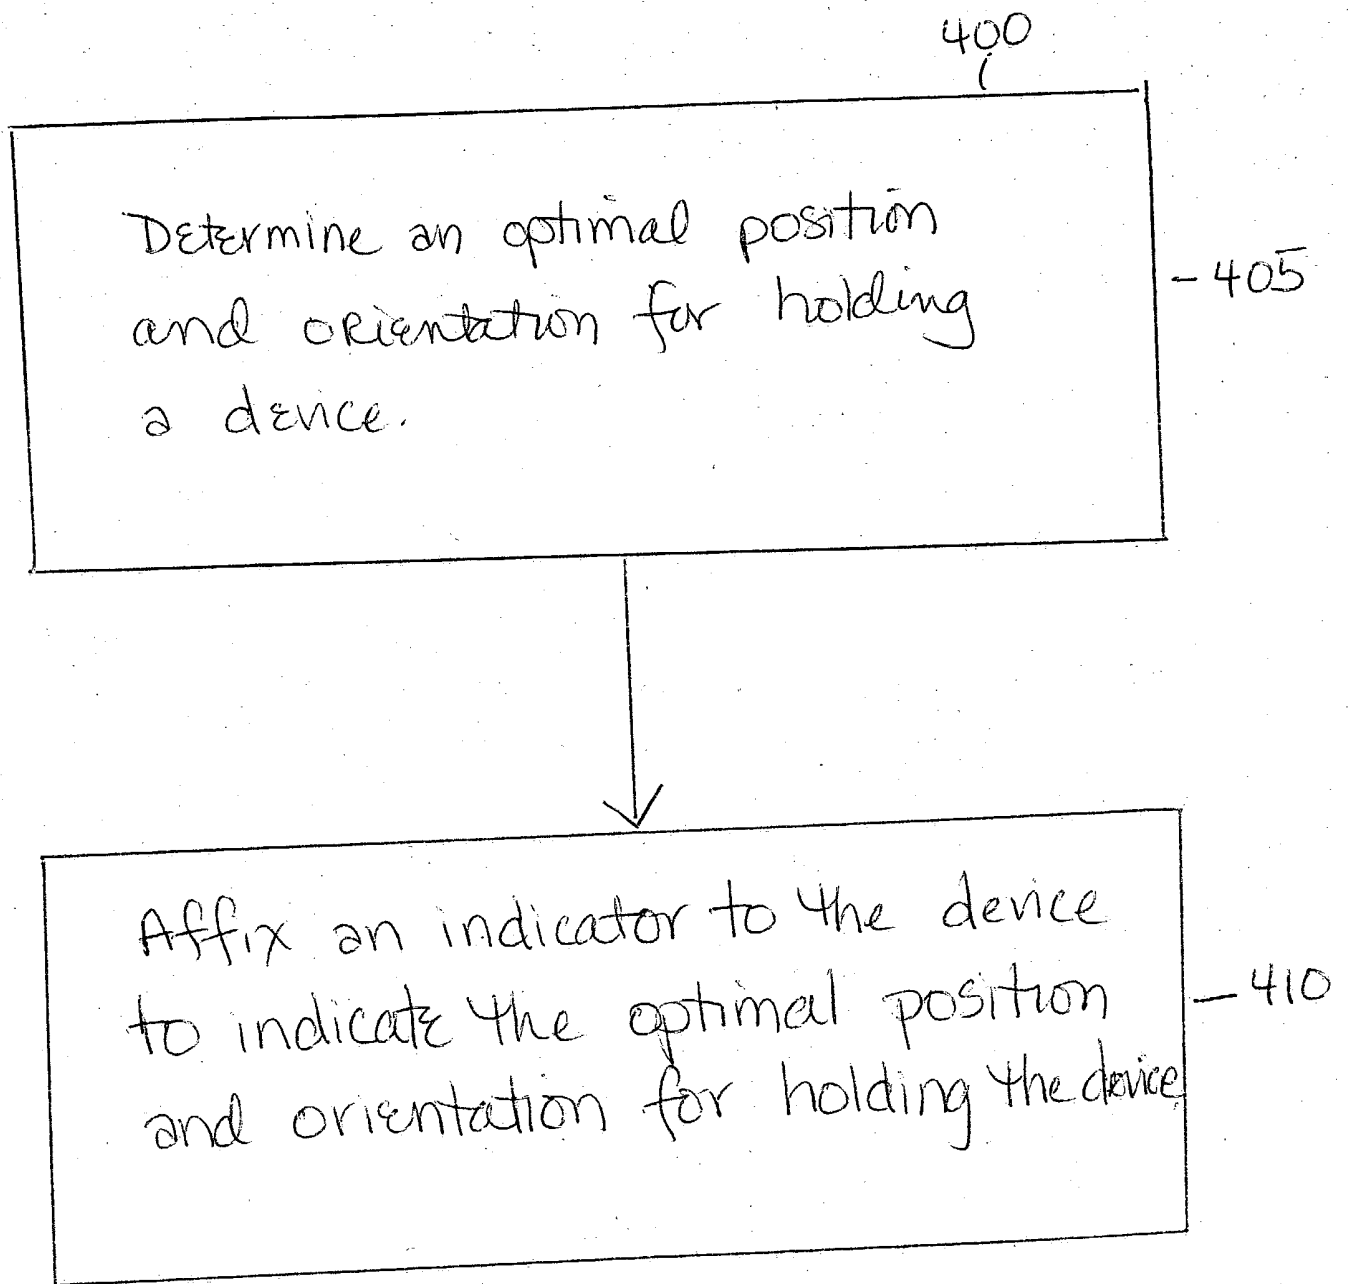 400
Determine an optimal position
and orientation for holding
a device.
- 405
Affix an indicator to the device
to indicate the optimal position
and orientation for holding the device
- 410